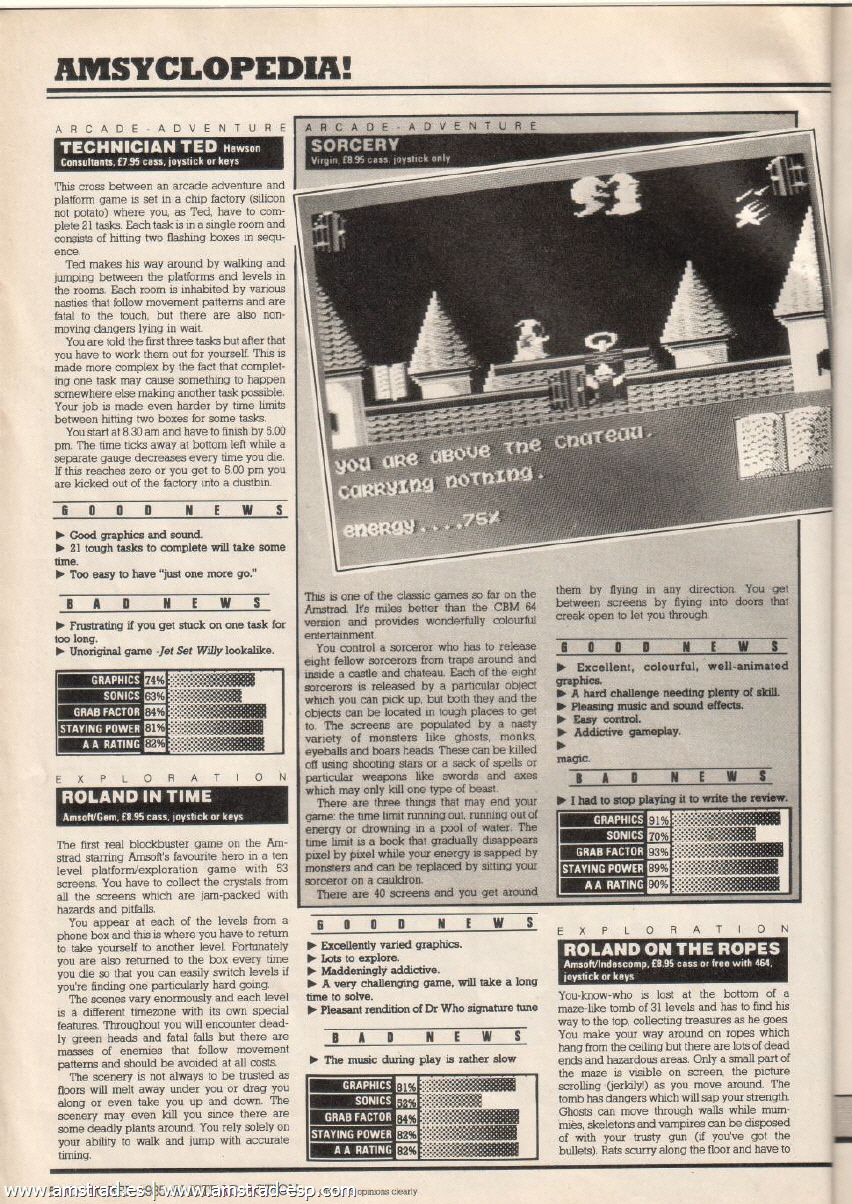 AMSYCLOPEDIA!
ARCADE-ADVENTURE
TECHNICIAN TED Hewson
Consultants, £7.95 cass, joystick or keys
This cross between an arcade adventure and
platform game is set in a chip factory (silicon
not potato) where you, as Ted, have to com-
plete 21 tasks. Each task is in a single room and
consists of hitting two flashing boxes in sequ-
ence.
Ted makes his way around by walking and
jumping between the platforms and levels in
the rooms. Each room is inhabited by various
nasties that follow movement patterns and are
fatal to the touch, but there are also non-
moving dangers lying in wait.
You are told the first three tasks but after that
you have to work them out for yourself. This is
made more complex by the fact that complet-
ing one task may cause something to happen
somewhere else making another task possible.
Your job is made even harder by time limits
between hitting two boxes for some tasks.
You start at 8.30 am and have to finish by 5.00
pm. The time ticks away at bottom left while a
separate gauge decreases every time you die.
If this reaches zero or you get to 5.00 pm you
are kicked out of the factory into a dustbin.
GOOD NEWS
▶ Good graphics and sound.
▶ 21 tough tasks to complete will take some
time.
▶ Too easy to have "just one more go."
BAD NEWS
▶ Frustrating if you get stuck on one task for
too long.
▶ Unoriginal game -Jet Set Willy lookalike.
GRAPHICS 74%
SONICS 63%
GRAB FACTOR 84%
STAYING POWER 81%
A A RATING 82%
EXPLORATION
ROLAND IN TIME
Amsoft/Gem, £8.95 cass, joystick or keys
The first real blockbuster game on the Am-
strad starring Amsoft's favourite hero in a ten
level platform/exploration game with 53
screens. You have to collect the crystals from
all the screens which are jam-packed with
hazards and pitfalls.
You appear at each of the levels from a
phone box and this is where you have to return
to take yourself to another level. Fortunately
you are also returned to the box every time
you die so that you can easily switch levels if
you're finding one particularly hard going.
The scenes vary enormously and each level
is a different timezone with its own special
features. Throughout you will encounter dead-
ly green heads and fatal falls but there are
masses of enemies that follow movement
patterns and should be avoided at all costs.
The scenery is not always to be trusted as
floors will melt away under you or drag you
along or even take you up and down. The
scenery may even kill you since there are
some deadly plants around. You rely solely on
your ability to walk and jump with accurate
timing.
ARCADE-ADVENTURE
SORCERY
Virgin, £8.95 cass, joystick only
you are above the chateau.
carrying nothing.
energy....75%
This is one of the classic games so far on the
Amstrad. It's miles better than the CBM 64
version and provides wonderfully colourful
entertainment.
You control a sorceror who has to release
eight fellow sorcerors from traps around and
inside a castle and chateau. Each of the eight
sorcerors is released by a particular object
which you can pick up, but both they and the
objects can be located in tough places to get
to. The screens are populated by a nasty
variety of monsters like ghosts, monks,
eyeballs and boars heads. These can be killed
off using shooting stars or a sack of spells or
particular weapons like swords and axes
which may only kill one type of beast.
There are three things that may end your
game: the time limit running out, running out of
energy or drowning in a pool of water. The
time limit is a book that gradually disappears
pixel by pixel while your energy is sapped by
monsters and can be replaced by sitting your
sorceror on a cauldron.
There are 40 screens and you get around
them by flying in any direction. You get
between screens by flying into doors that
creak open to let you through.
GOOD NEWS
▶ Excellent, colourful, well-animated
graphics.
▶ A hard challenge needing plenty of skill.
▶ Pleasing music and sound effects.
▶ Easy control.
▶ Addictive gameplay.
▶
magic.
BAD NEWS
▶ I had to stop playing it to write the review.
GRAPHICS 91%
SONICS 70%
GRAB FACTOR 93%
STAYING POWER 89%
A A RATING 90%
GOOD NEWS
▶ Excellently varied graphics.
▶ Lots to explore.
▶ Maddeningly addictive.
▶ A very challenging game, will take a long
time to solve.
▶ Pleasant rendition of Dr Who signature tune
BAD NEWS
▶ The music during play is rather slow
GRAPHICS 81%
SONICS 52%
GRAB FACTOR 84%
STAYING POWER 83%
A A RATING 82%
EXPLORATION
ROLAND ON THE ROPES
Amsoft/Indescomp, £8.95 cass or free with 464,
joystick or keys
You-know-who is lost at the bottom of a
maze-like tomb of 31 levels and has to find his
way to the top, collecting treasures as he goes.
You make your way around on ropes which
hang from the ceiling but there are lots of dead
ends and hazardous areas. Only a small part of
the maze is visible on screen, the picture
scrolling (jerkily!) as you move around. The
tomb has dangers which will sap your strength.
Ghosts can move through walls while mum-
mies, skeletons and vampires can be disposed
of with your trusty gun (if you've got the
bullets). Rats scurry along the floor and have to
www.amstrad.es | www.amstrad-esp.com
opinions clearly